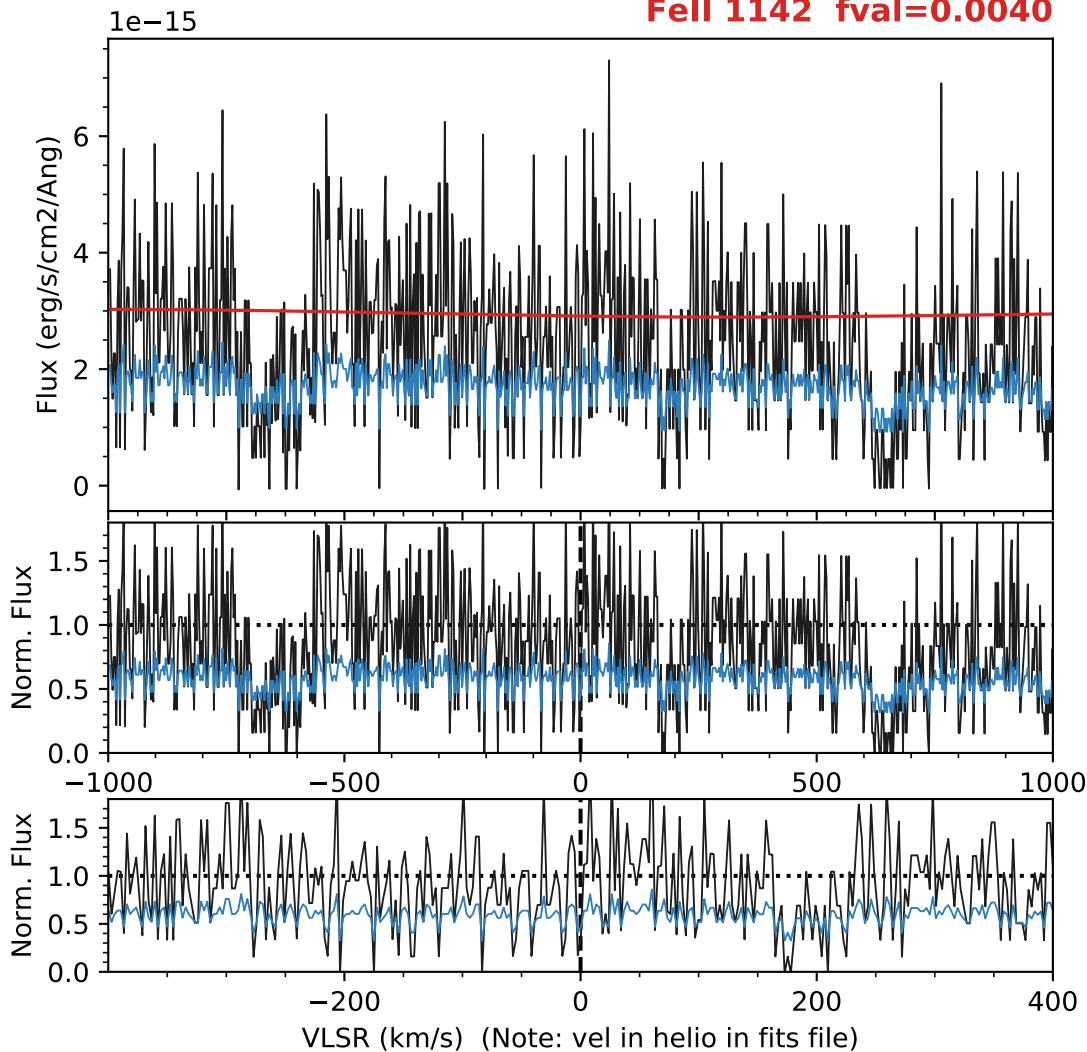 FeII 1142 fval=0.0040
1e−15
Flux (erg/s/cm2/Ang)
6
4
2
0
Norm. Flux
1.5
1.0
0.5
0.0
−1000 −500 0 500 1000
Norm. Flux
1.5
1.0
0.5
0.0
−200 0 200 400
VLSR (km/s) (Note: vel in helio in fits file)